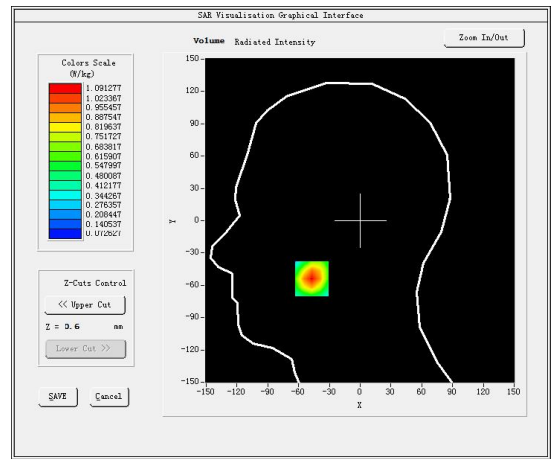 SAR Visualisation Graphical Interface
Volume Radiated Intensity
Zoom In/Out
Colors Scale
(W/kg)
1.091277
1.023367
0.955457
0.887547
0.819637
0.751727
0.683817
0.615907
0.547997
0.480087
0.412177
0.344267
0.276357
0.208447
0.140537
0.072627
Z-Cuts Control
<< Upper Cut
Z = 0.6 mm
Lower Cut >>
SAVE
Cancel
150
90
60
30
0
-30
-60
-90
-120
-150
Y
-150 -120 -90 -60 -30 0 30 60 90 120 150
X